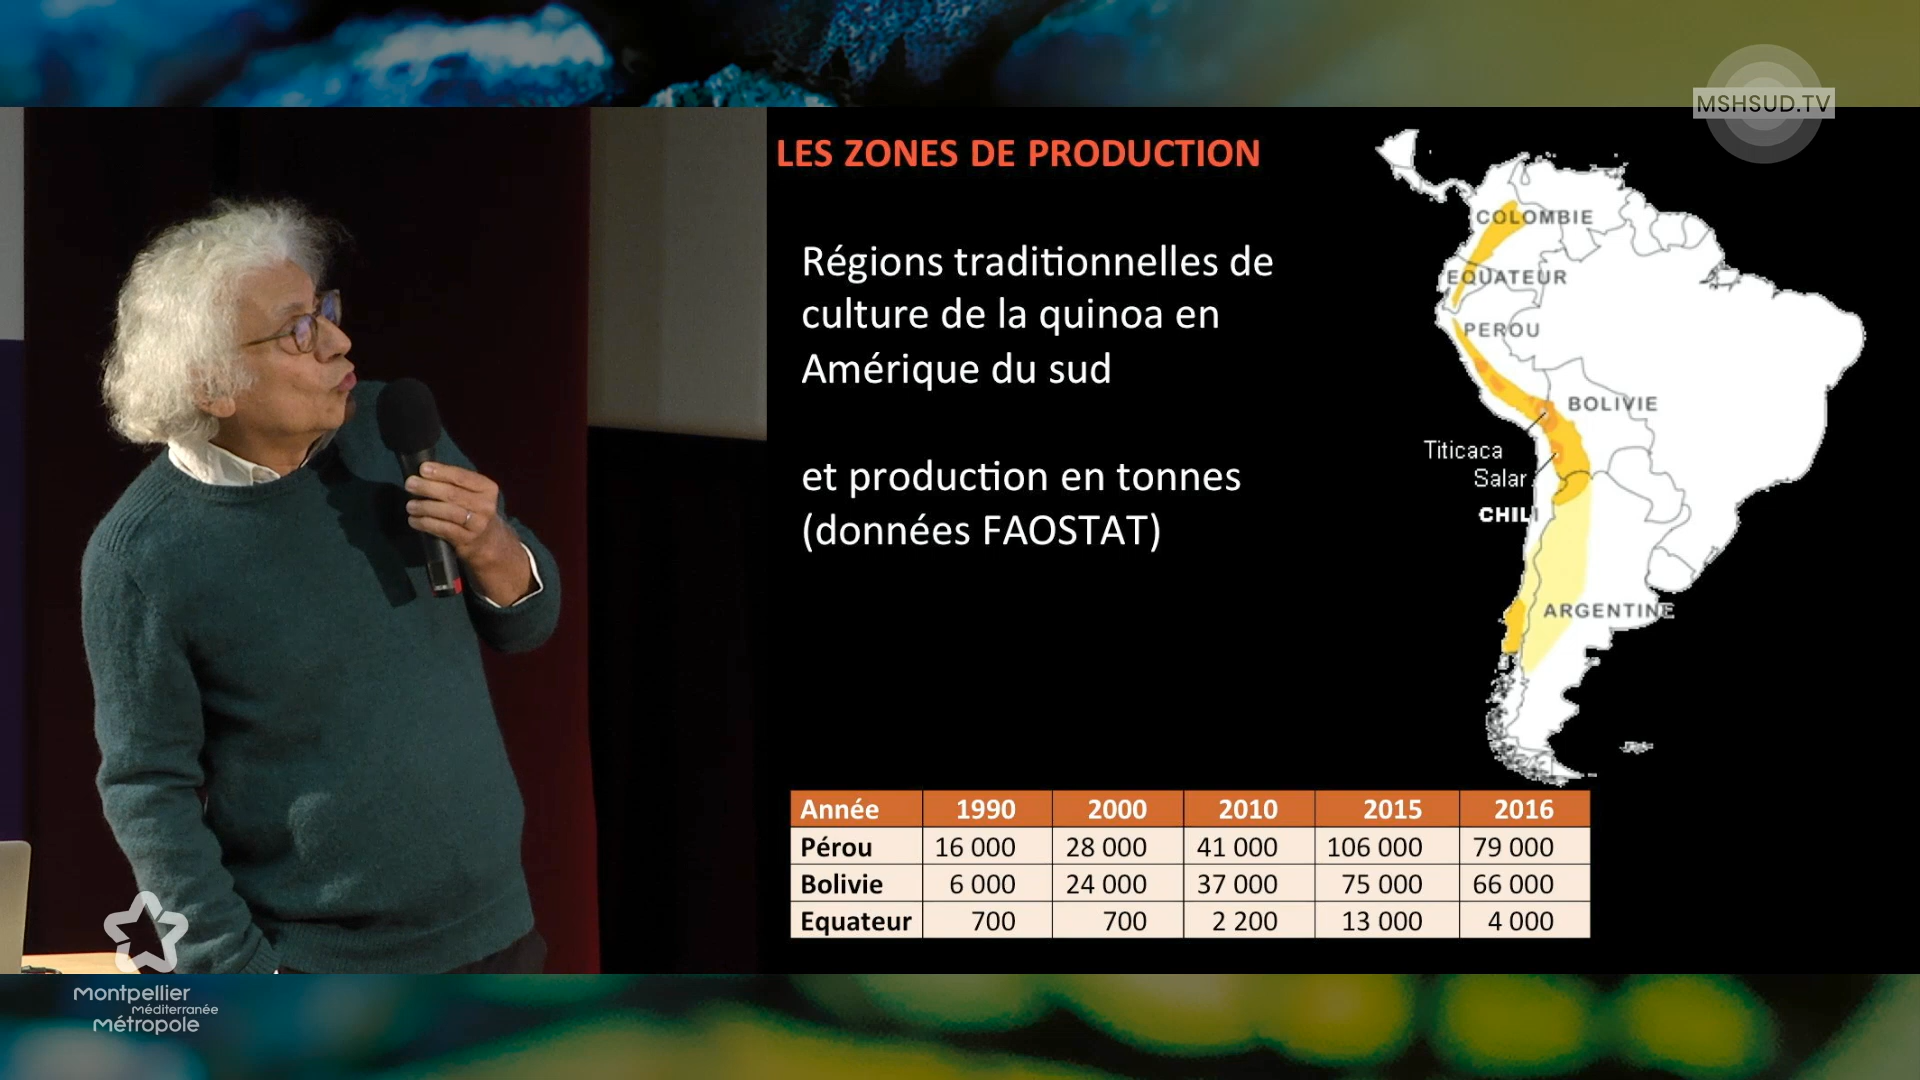 MSHSUD.TV
LES ZONES DE PRODUCTION
Régions traditionnelles de
culture de la quinoa en
Amérique du sud
et production en tonnes
(données FAOSTAT)
COLOMBIE
EQUATEUR
PEROU
BOLIVIE
Titicaca
Salar
CHILI
ARGENTINE
Année 1990 2000 2010 2015 2016
Pérou 16 000 28 000 41 000 106 000 79 000
Bolivie 6 000 24 000 37 000 75 000 66 000
Equateur 700 700 2 200 13 000 4 000
montpellier
méditerranée
métropole